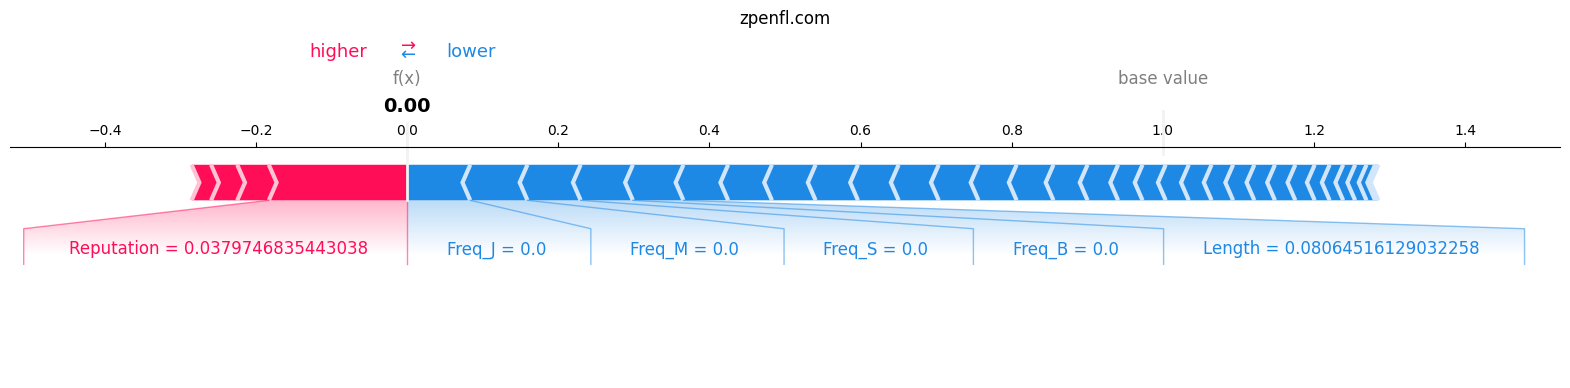 zpenfl.com
higher ⇄ lower
f(x) base value
0.00
−0.4 −0.2 0.0 0.2 0.4 0.6 0.8 1.0 1.2 1.4
Reputation = 0.0379746835443038 Freq_J = 0.0 Freq_M = 0.0 Freq_S = 0.0 Freq_B = 0.0 Length = 0.08064516129032258